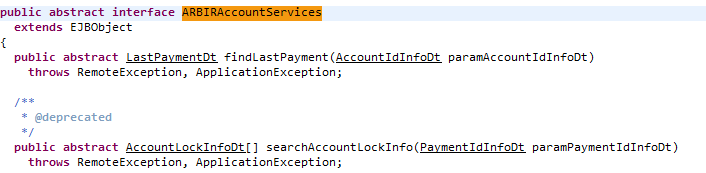 public abstract interface ARBIRAccountServices
  extends EJBObject
{
  public abstract LastPaymentDt findLastPayment(AccountIdInfoDt paramAccountIdInfoDt)
    throws RemoteException, ApplicationException;

  /**
   * @deprecated
   */
  public abstract AccountLockInfoDt[] searchAccountLockInfo(PaymentIdInfoDt paramPaymentIdInfoDt)
    throws RemoteException, ApplicationException;